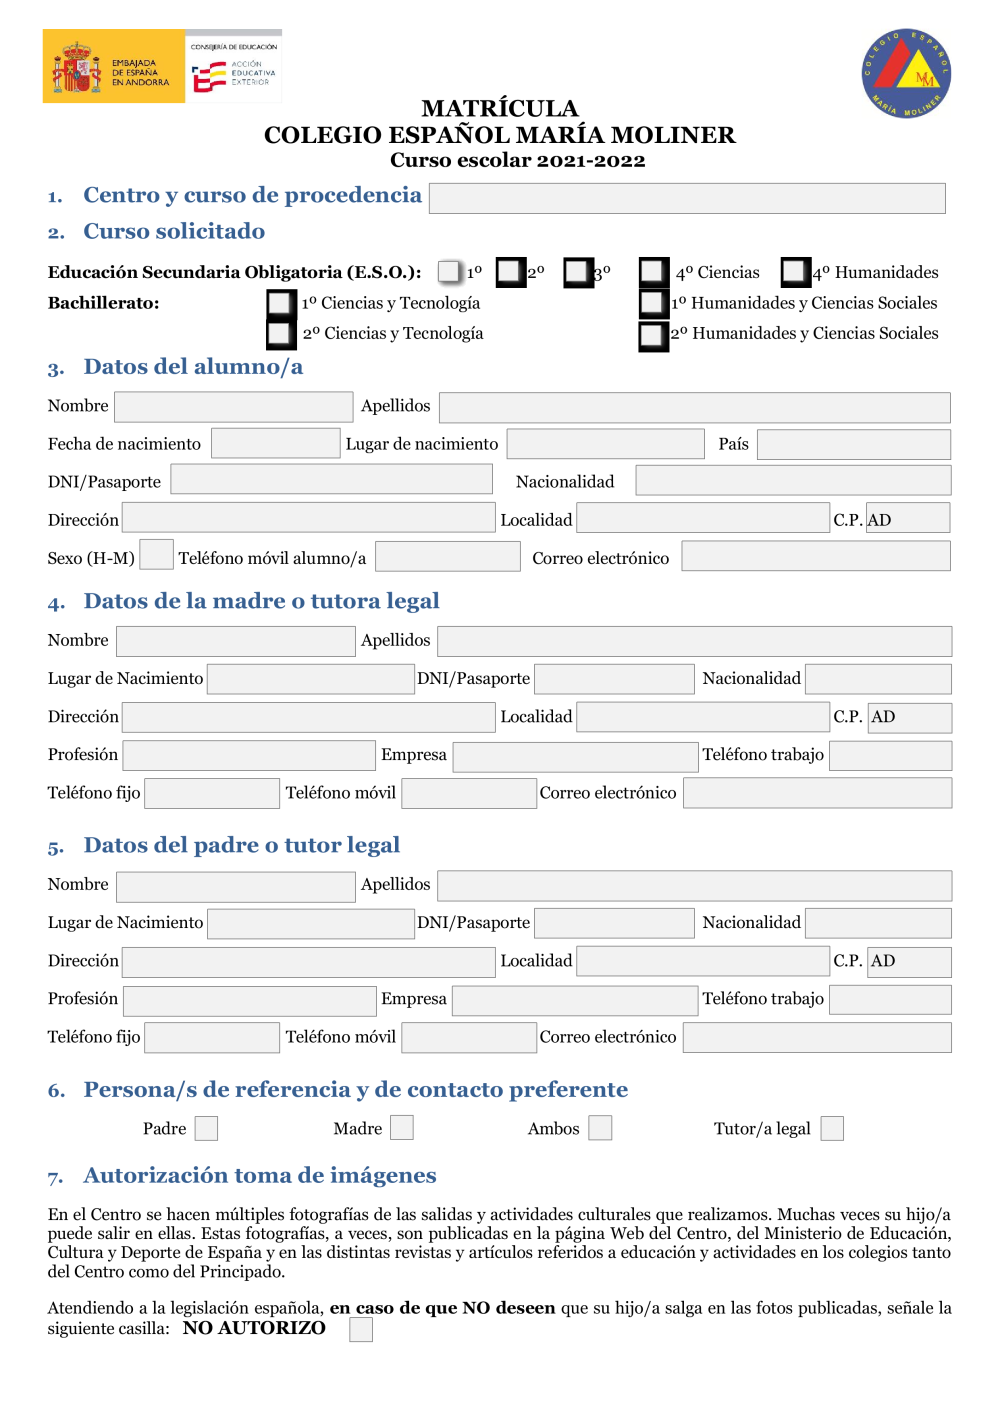 EMBAJADA
DE ESPAÑA
EN ANDORRA
CONSEJERÍA DE EDUCACIÓN
ACCIÓN
EDUCATIVA
EXTERIOR
COLEGIO ESPAÑOL
MM
MARÍA MOLINER
MATRÍCULA
COLEGIO ESPAÑOL MARÍA MOLINER
Curso escolar 2021-2022
1. Centro y curso de procedencia
2. Curso solicitado
Educación Secundaria Obligatoria (E.S.O.): 1º 2º 3º 4º Ciencias 4º Humanidades
Bachillerato: 1º Ciencias y Tecnología 1º Humanidades y Ciencias Sociales
2º Ciencias y Tecnología 2º Humanidades y Ciencias Sociales
3. Datos del alumno/a
Nombre Apellidos
Fecha de nacimiento Lugar de nacimiento País
DNI/Pasaporte Nacionalidad
Dirección Localidad C.P. AD
Sexo (H-M) Teléfono móvil alumno/a Correo electrónico
4. Datos de la madre o tutora legal
Nombre Apellidos
Lugar de Nacimiento DNI/Pasaporte Nacionalidad
Dirección Localidad C.P. AD
Profesión Empresa Teléfono trabajo
Teléfono fijo Teléfono móvil Correo electrónico
5. Datos del padre o tutor legal
Nombre Apellidos
Lugar de Nacimiento DNI/Pasaporte Nacionalidad
Dirección Localidad C.P. AD
Profesión Empresa Teléfono trabajo
Teléfono fijo Teléfono móvil Correo electrónico
6. Persona/s de referencia y de contacto preferente
Padre Madre Ambos Tutor/a legal
7. Autorización toma de imágenes
En el Centro se hacen múltiples fotografías de las salidas y actividades culturales que realizamos. Muchas veces su hijo/a
puede salir en ellas. Estas fotografías, a veces, son publicadas en la página Web del Centro, del Ministerio de Educación,
Cultura y Deporte de España y en las distintas revistas y artículos referidos a educación y actividades en los colegios tanto
del Centro como del Principado.
Atendiendo a la legislación española, en caso de que NO deseen que su hijo/a salga en las fotos publicadas, señale la
siguiente casilla: NO AUTORIZO